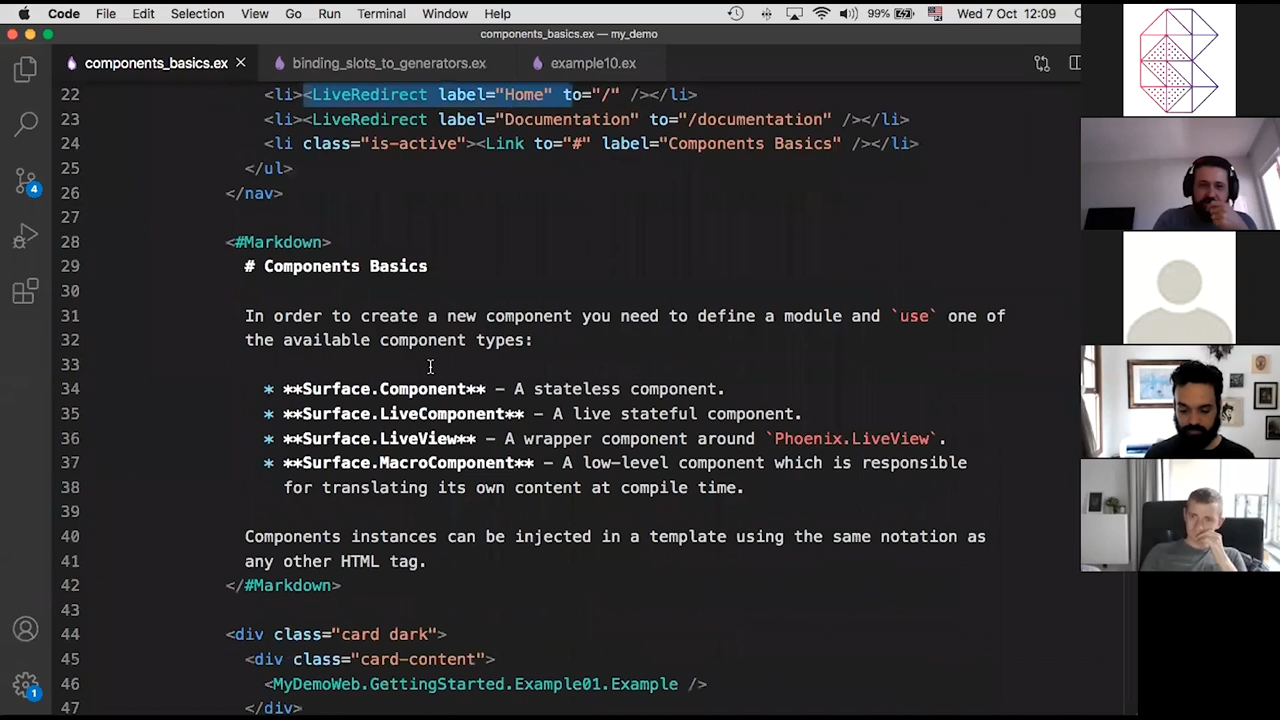 Code File Edit Selection View Go Run Terminal Window Help 99% Wed 7 Oct 12:09
components_basics.ex — my_demo
components_basics.ex binding_slots_to_generators.ex example10.ex
22 <li><LiveRedirect label="Home" to="/" /></li>
23 <li><LiveRedirect label="Documentation" to="/documentation" /></li>
24 <li class="is-active"><Link to="#" label="Components Basics" /></li>
25 </ul>
26 </nav>
27
28 <#Markdown>
29 # Components Basics
30
31 In order to create a new component you need to define a module and `use` one of
32 the available component types:
33
34 * **Surface.Component** – A stateless component.
35 * **Surface.LiveComponent** – A live stateful component.
36 * **Surface.LiveView** – A wrapper component around `Phoenix.LiveView`.
37 * **Surface.MacroComponent** – A low-level component which is responsible
38 for translating its own content at compile time.
39
40 Components instances can be injected in a template using the same notation as
41 any other HTML tag.
42 </#Markdown>
43
44 <div class="card dark">
45 <div class="card-content">
46 <MyDemoWeb.GettingStarted.Example01.Example />
47 </div>
4
1